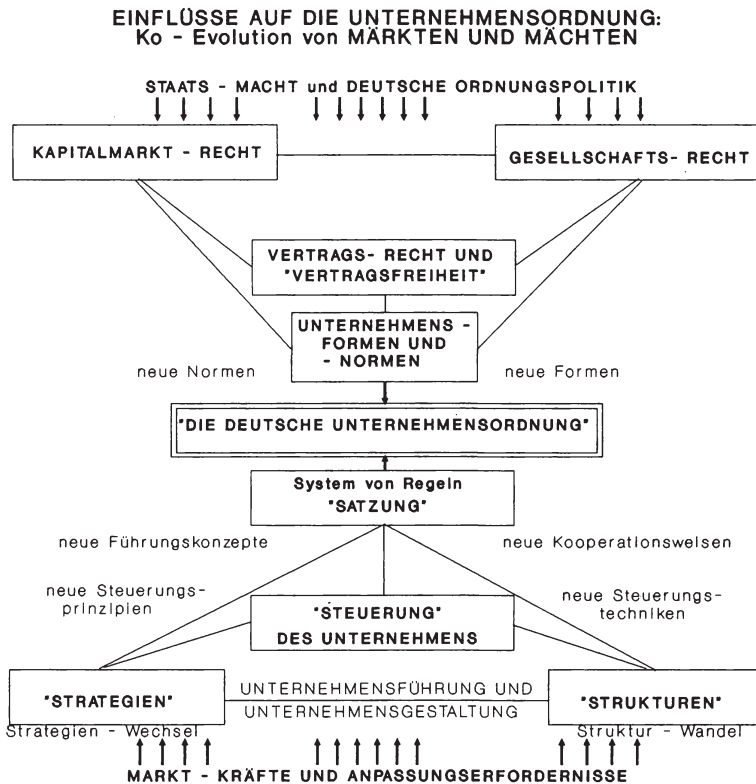 EINFLÜSSE AUF DIE UNTERNEHMENSORDNUNG:
Ko - Evolution von MÄRKTEN UND MÄCHTEN
STAATS - MACHT und DEUTSCHE ORDNUNGSPOLITIK
KAPITALMARKT - RECHT
GESELLSCHAFTS- RECHT
VERTRAGS- RECHT UND
"VERTRAGSFREIHEIT"
UNTERNEHMENS -
FORMEN UND
- NORMEN
neue Normen
neue Formen
"DIE DEUTSCHE UNTERNEHMENSORDNUNG"
System von Regeln
"SATZUNG"
neue Führungskonzepte
neue Kooperationsweisen
neue Steuerungs-
prinzipien
neue Steuerungs-
techniken
"STEUERUNG"
DES UNTERNEHMENS
"STRATEGIEN"
UNTERNEHMENSFÜHRUNG UND
UNTERNEHMENSGESTALTUNG
"STRUKTUREN"
Strategien - Wechsel
Struktur - Wandel
MARKT - KRÄFTE UND ANPASSUNGSERFORDERNISSE